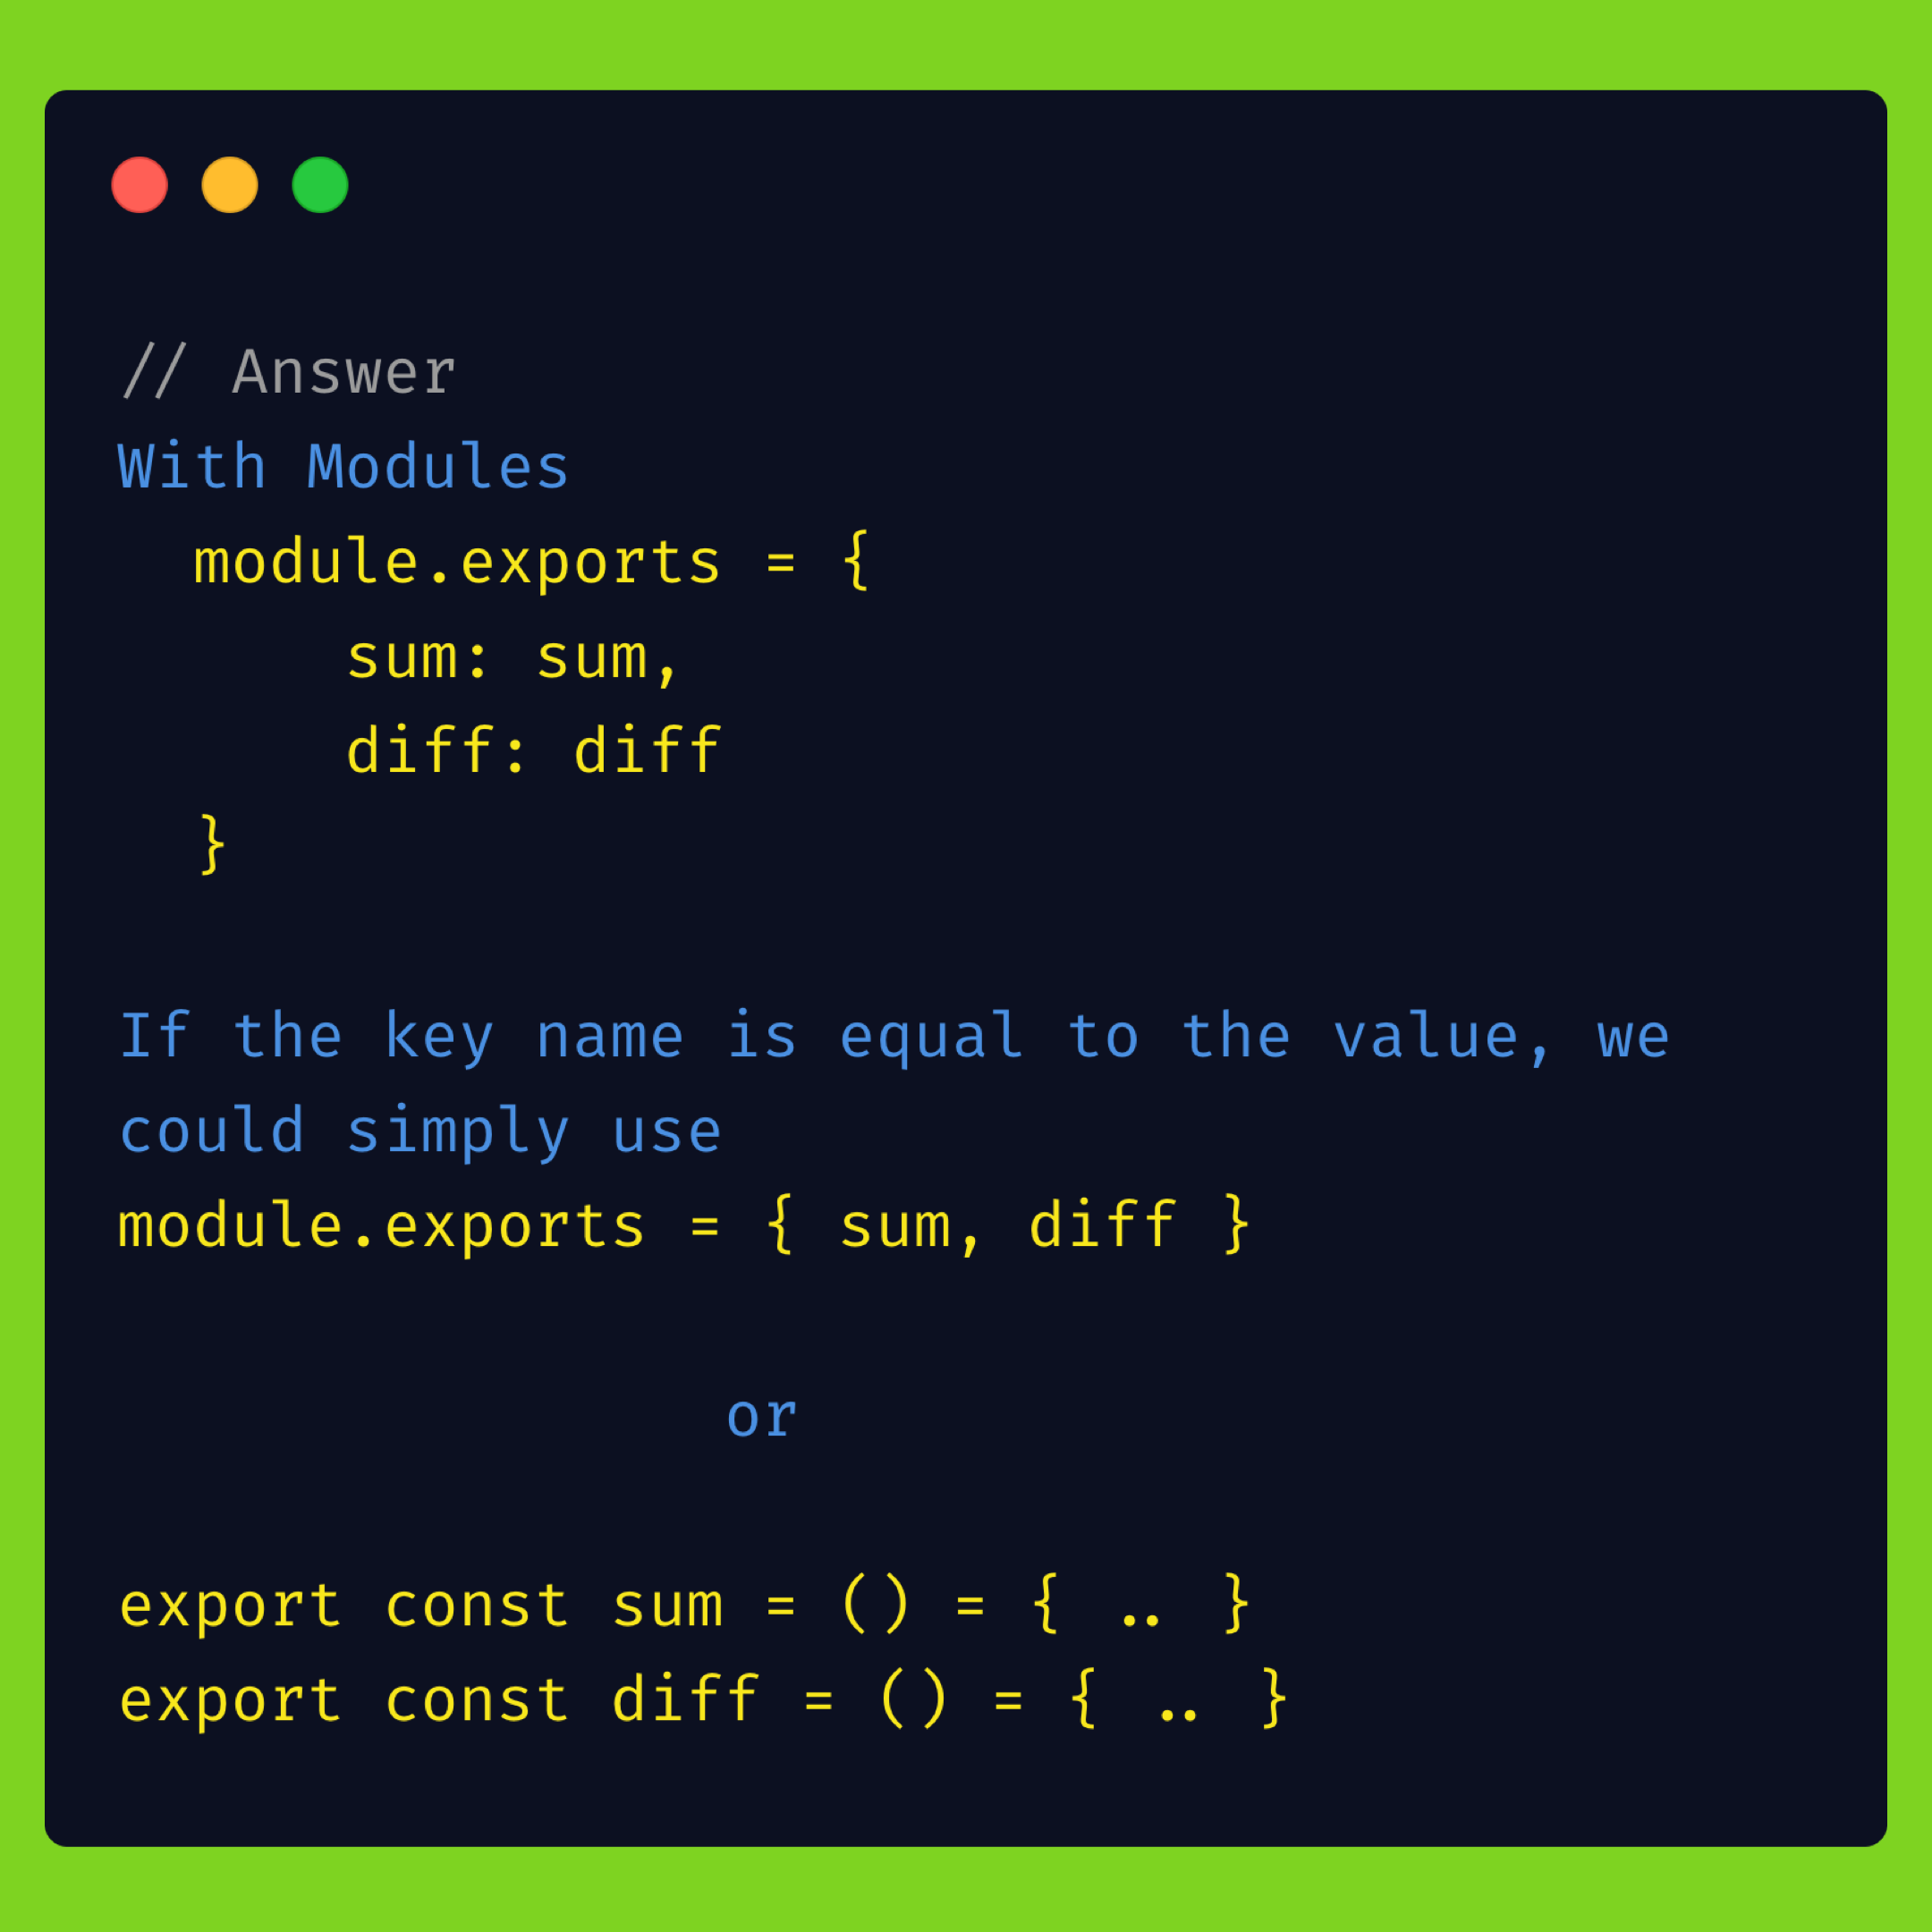 // Answer
With Modules
module.exports = {
sum: sum,
diff: diff
}
If the key name is equal to the value, we
could simply use
module.exports = { sum, diff }
or
export const sum = () = { .. }
export const diff = () = { .. }